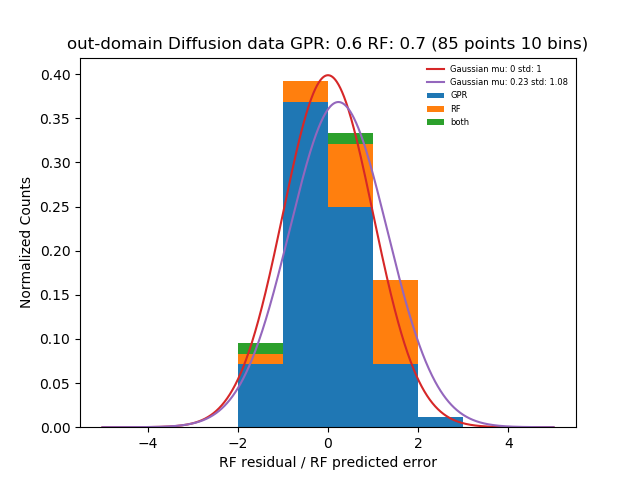 out-domain Diffusion data GPR: 0.6 RF: 0.7 (85 points 10 bins)
Gaussian mu: 0 std: 1
Gaussian mu: 0.23 std: 1.08
GPR
RF
both
0.40
0.35
0.30
0.25
0.20
0.15
0.10
0.05
0.00
Normalized Counts
−4 −2 0 2 4
RF residual / RF predicted error